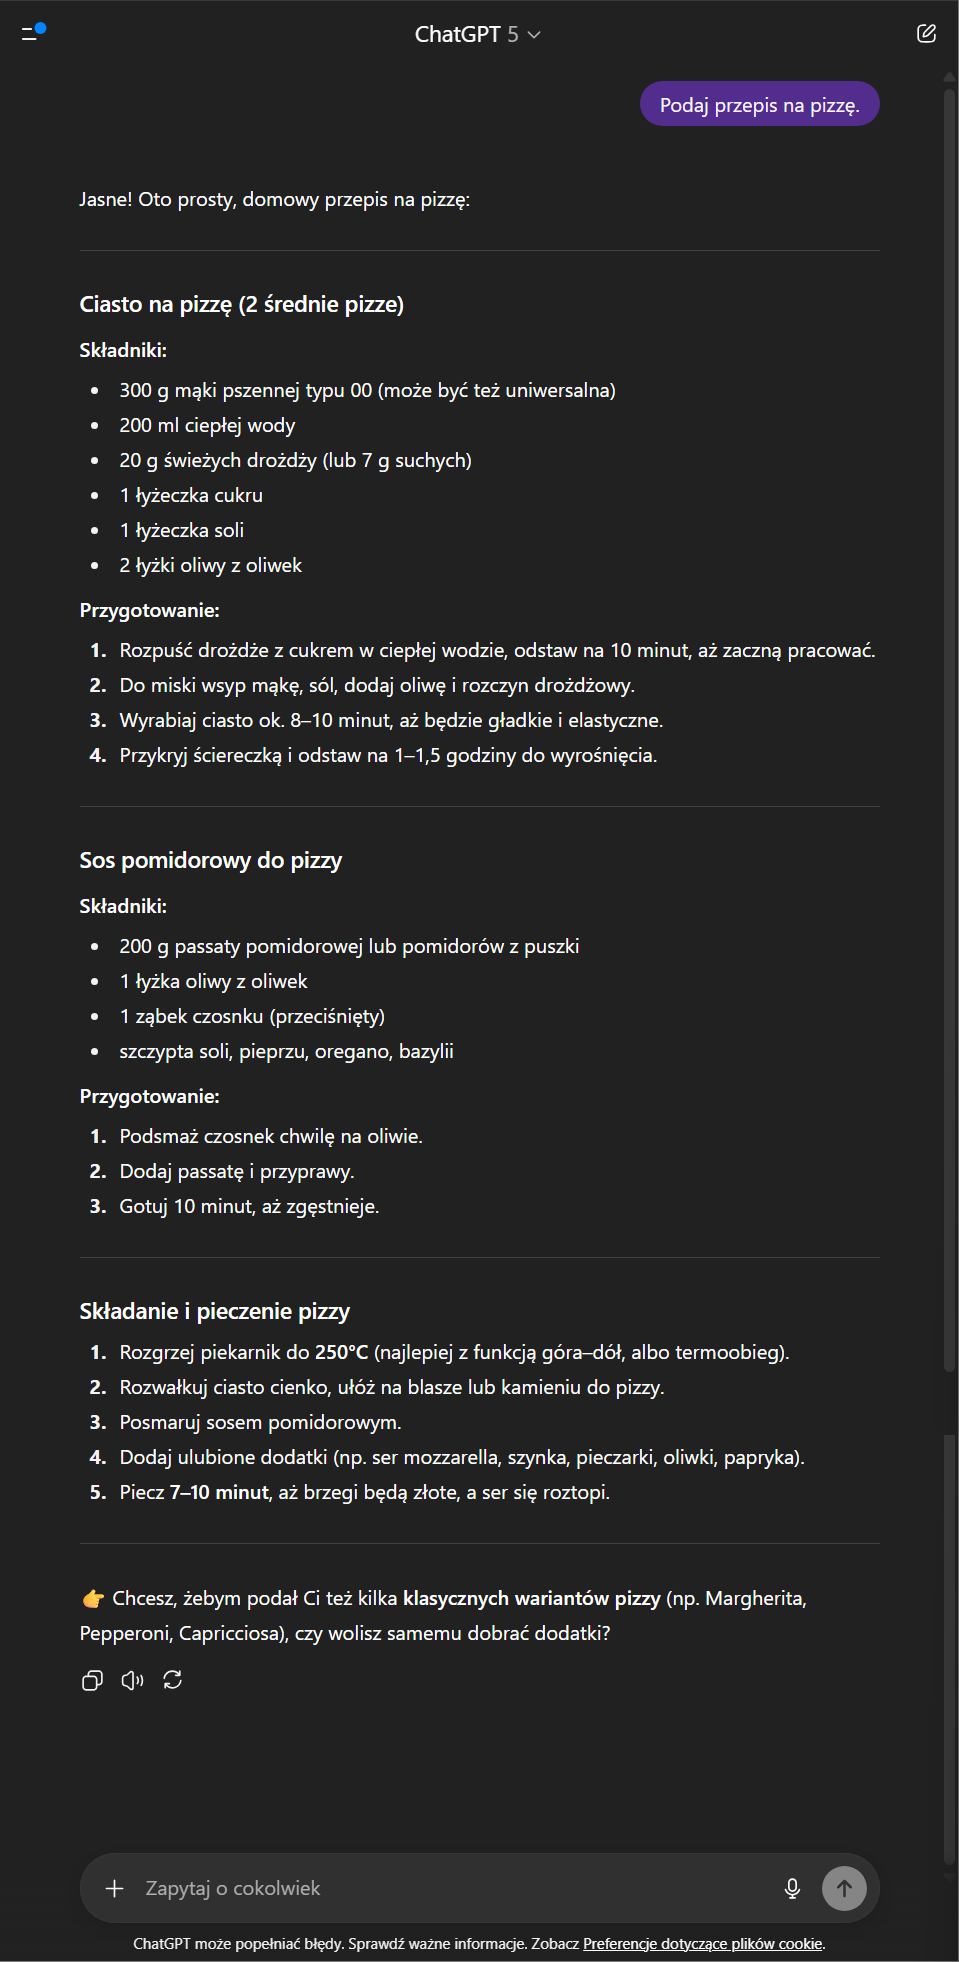 ChatGPT 5
Podaj przepis na pizzę.
Jasne! Oto prosty, domowy przepis na pizzę:
Ciasto na pizzę (2 średnie pizze)
Składniki:
• 300 g mąki pszennej typu 00 (może być też uniwersalna)
• 200 ml ciepłej wody
• 20 g świeżych drożdży (lub 7 g suchych)
• 1 łyżeczka cukru
• 1 łyżeczka soli
• 2 łyżki oliwy z oliwek
Przygotowanie:
1. Rozpuść drożdże z cukrem w ciepłej wodzie, odstaw na 10 minut, aż zaczną pracować.
2. Do miski wsyp mąkę, sól, dodaj oliwę i rozczyn drożdżowy.
3. Wyrabiaj ciasto ok. 8–10 minut, aż będzie gładkie i elastyczne.
4. Przykryj ściereczką i odstaw na 1–1,5 godziny do wyrośnięcia.
Sos pomidorowy do pizzy
Składniki:
• 200 g passaty pomidorowej lub pomidorów z puszki
• 1 łyżka oliwy z oliwek
• 1 ząbek czosnku (przeciśnięty)
• szczypta soli, pieprzu, oregano, bazylii
Przygotowanie:
1. Podsmaż czosnek chwilę na oliwie.
2. Dodaj passatę i przyprawy.
3. Gotuj 10 minut, aż zgęstnieje.
Składanie i pieczenie pizzy
1. Rozgrzej piekarnik do 250°C (najlepiej z funkcją góra–dół, albo termoobieg).
2. Rozwałkuj ciasto cienko, ułóż na blasze lub kamieniu do pizzy.
3. Posmaruj sosem pomidorowym.
4. Dodaj ulubione dodatki (np. ser mozzarella, szynka, pieczarki, oliwki, papryka).
5. Piecz 7–10 minut, aż brzegi będą złote, a ser się roztopi.
👉 Chcesz, żebym podał Ci też kilka klasycznych wariantów pizzy (np. Margherita,
Pepperoni, Capricciosa), czy wolisz samemu dobrać dodatki?
Zapytaj o cokolwiek
ChatGPT może popełniać błędy. Sprawdź ważne informacje. Zobacz Preferencje dotyczące plików cookie.